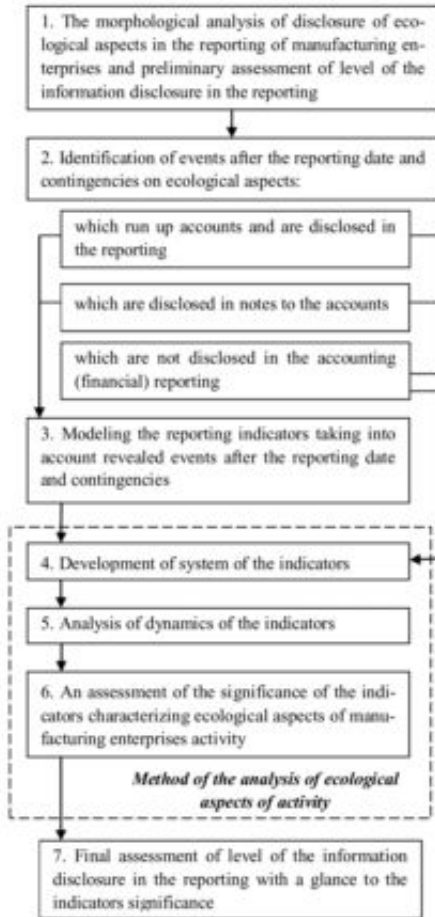 1. The morphological analysis of disclosure of eco-
logical aspects in the reporting of manufacturing en-
terprises and preliminary assessment of level of the
information disclosure in the reporting
2. Identification of events after the reporting date and
contingencies on ecological aspects:
which run up accounts and are disclosed in
the reporting
which are disclosed in notes to the accounts
which are not disclosed in the accounting
(financial) reporting
3. Modeling the reporting indicators taking into
account revealed events after the reporting date
and contingencies
4. Development of system of the indicators
5. Analysis of dynamics of the indicators
6. An assessment of the significance of the indi-
cators characterizing ecological aspects of manu-
facturing enterprises activity
Method of the analysis of ecological
aspects of activity
7. Final assessment of level of the information
disclosure in the reporting with a glance to the
indicators significance